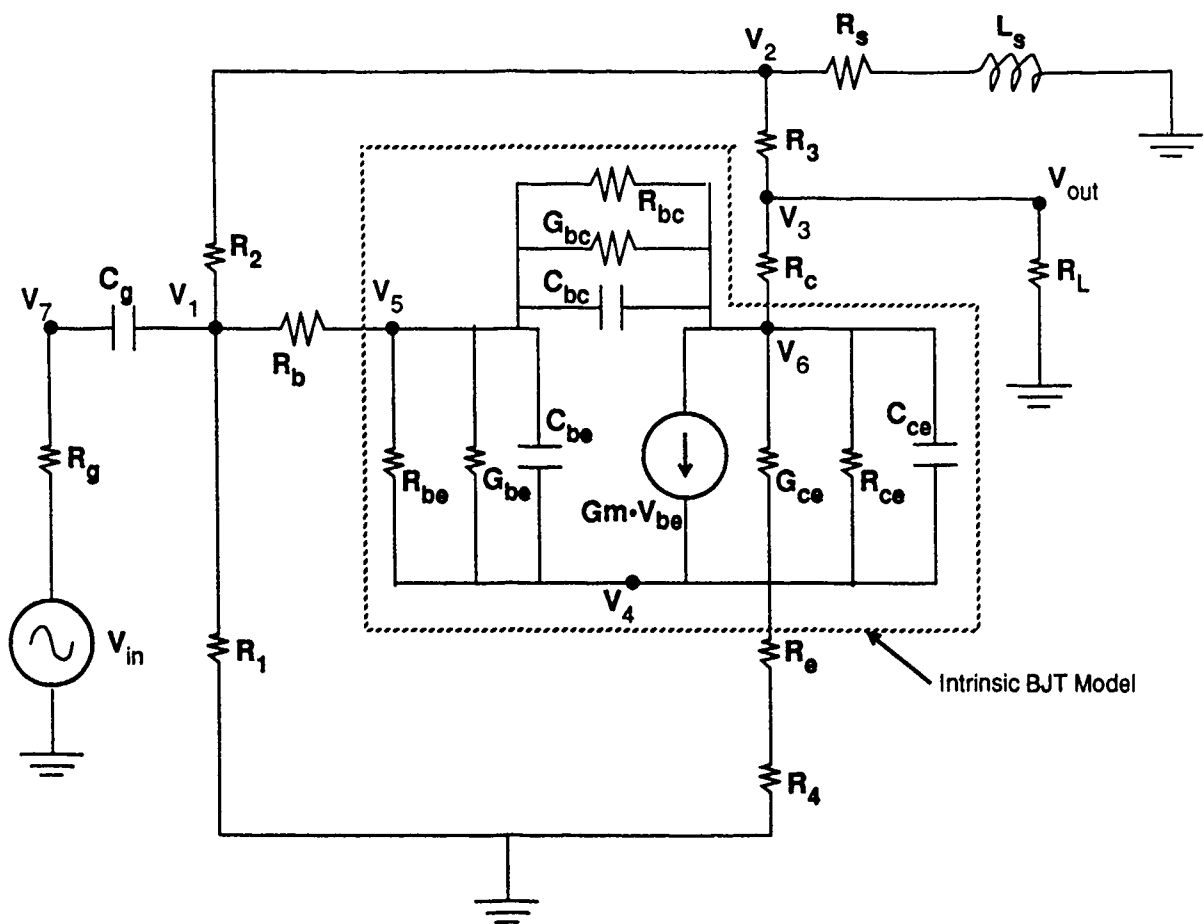 V2
Rs
Ls
R3
Vout
Rbc
V3
Gbc
R2
Rc
RL
Cg
V1
V5
Cbc
V7
V6
Rb
Cbe
Cce
Rg
Rbe
Gbe
Gm·Vbe
Gce
Rce
V4
Vin
R1
Re
Intrinsic BJT Model
R4